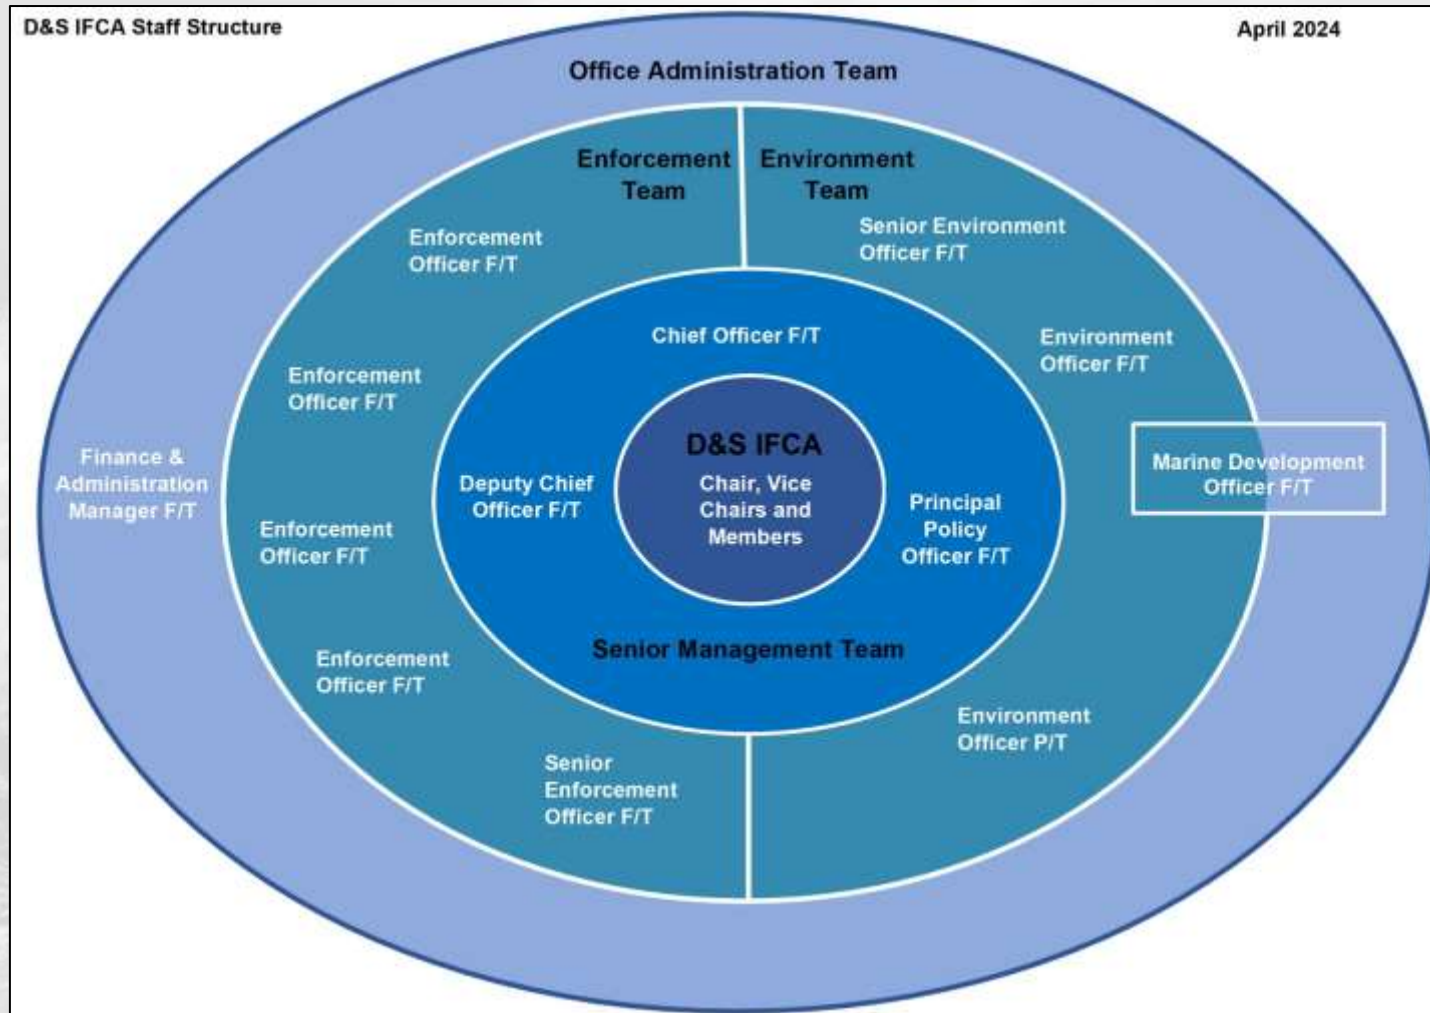 D&S IFCA Staff Structure
April 2024
Office Administration Team
Enforcement
Team
Environment
Team
Enforcement
Officer F/T
Senior Environment
Officer F/T
Chief Officer F/T
Environment
Officer F/T
Enforcement
Officer F/T
D&S IFCA
Chair, Vice
Chairs and
Members
Finance &
Administration
Manager F/T
Deputy Chief
Officer F/T
Principal
Policy
Officer F/T
Marine Development
Officer F/T
Enforcement
Officer F/T
Senior Management Team
Enforcement
Officer F/T
Environment
Officer P/T
Senior
Enforcement
Officer F/T